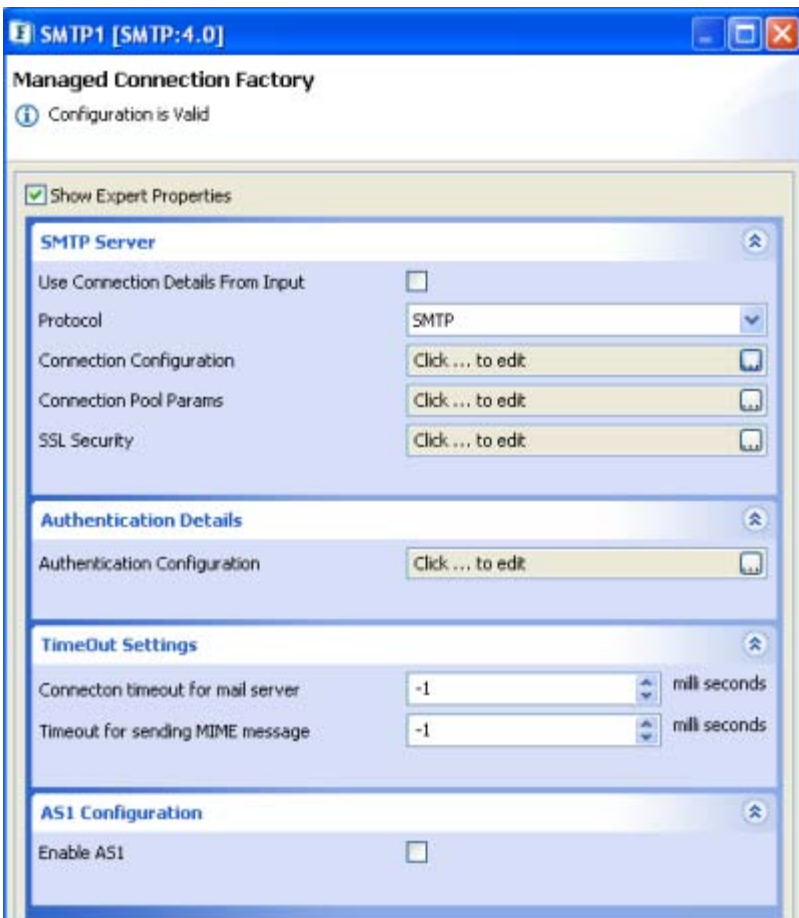 SMTP1 [SMTP:4.0]
Managed Connection Factory
Configuration is Valid
Show Expert Properties
SMTP Server
Use Connection Details From Input
Protocol SMTP
Connection Configuration Click ... to edit ...
Connection Pool Params Click ... to edit ...
SSL Security Click ... to edit ...
Authentication Details
Authentication Configuration Click ... to edit ...
TimeOut Settings
Connecton timeout for mail server -1 milli seconds
Timeout for sending MIME message -1 milli seconds
AS1 Configuration
Enable AS1